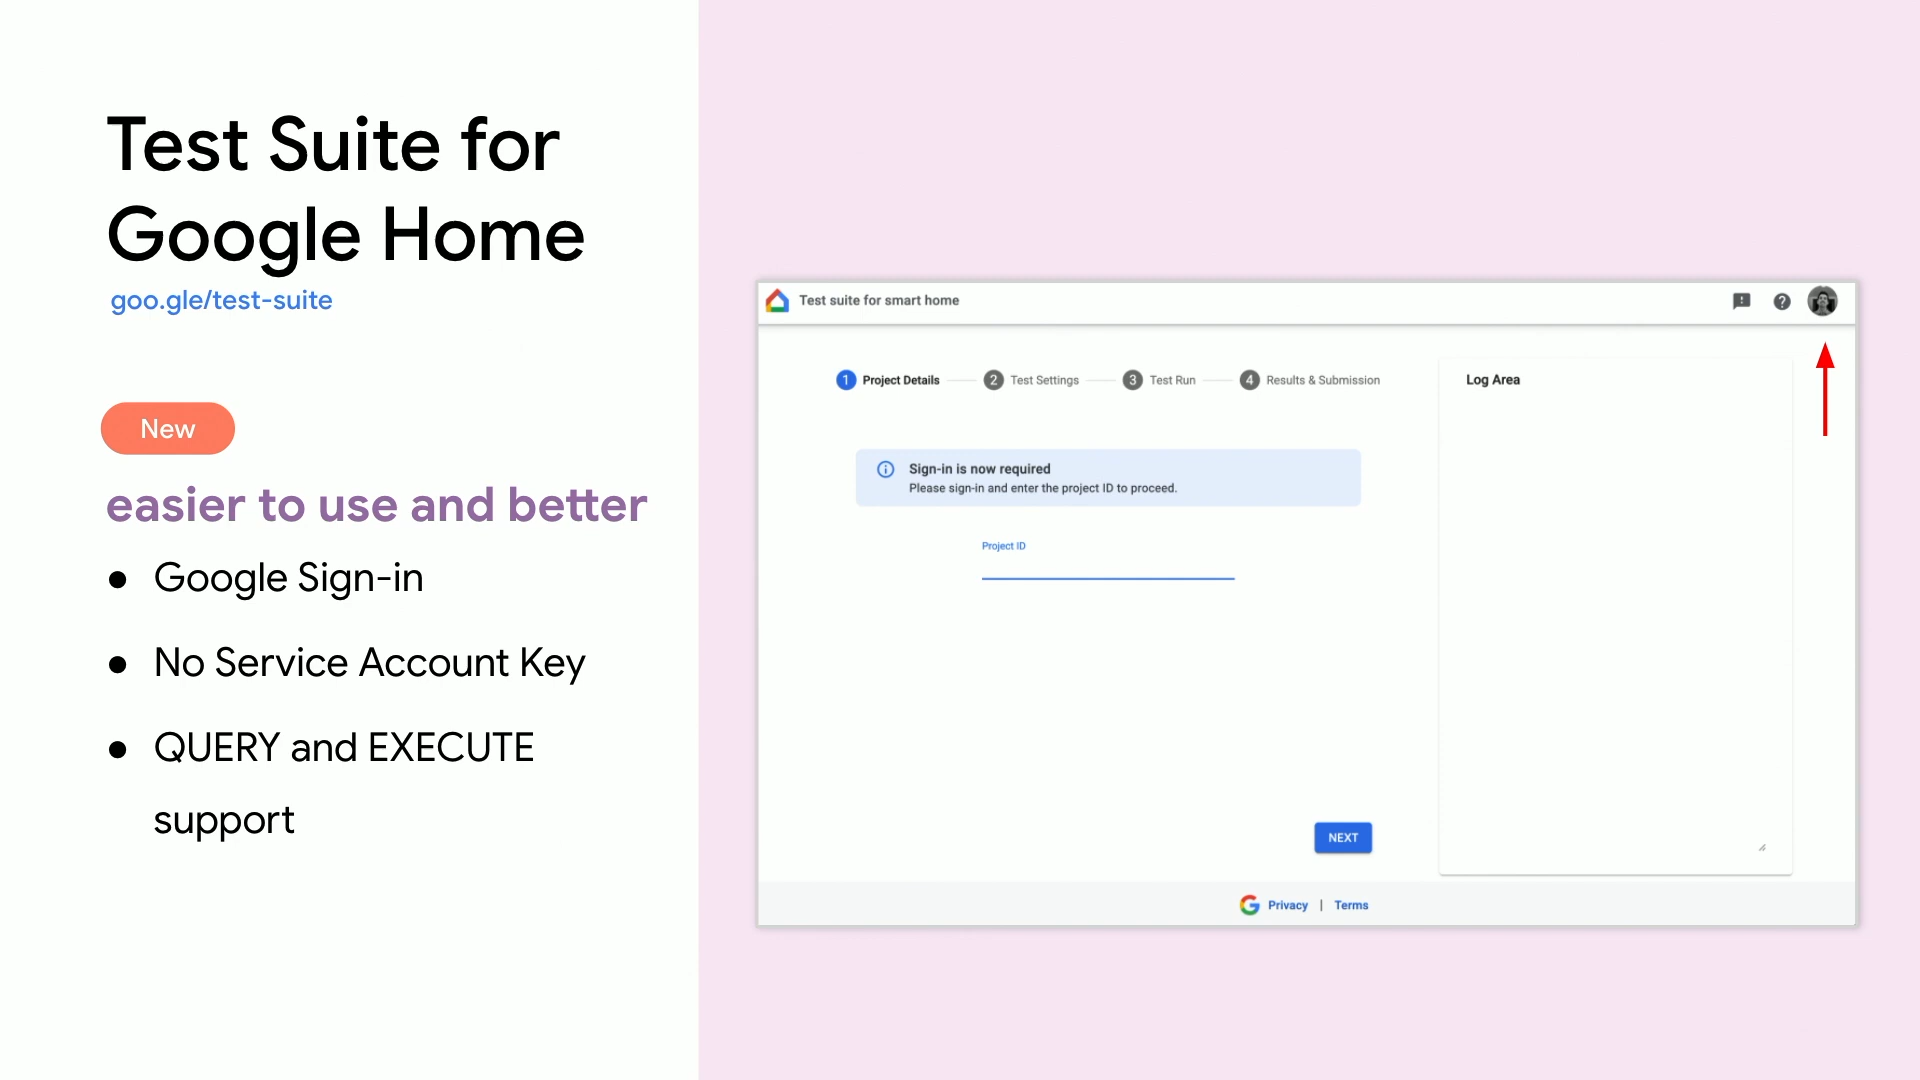 Test Suite for
Google Home
goo.gle/test-suite
New
easier to use and better
● Google Sign-in
● No Service Account Key
● QUERY and EXECUTE
support
Test suite for smart home
1 Project Details 2 Test Settings 3 Test Run 4 Results & Submission
Log Area
Sign-in is now required
Please sign-in and enter the project ID to proceed.
Project ID
NEXT
Privacy | Terms